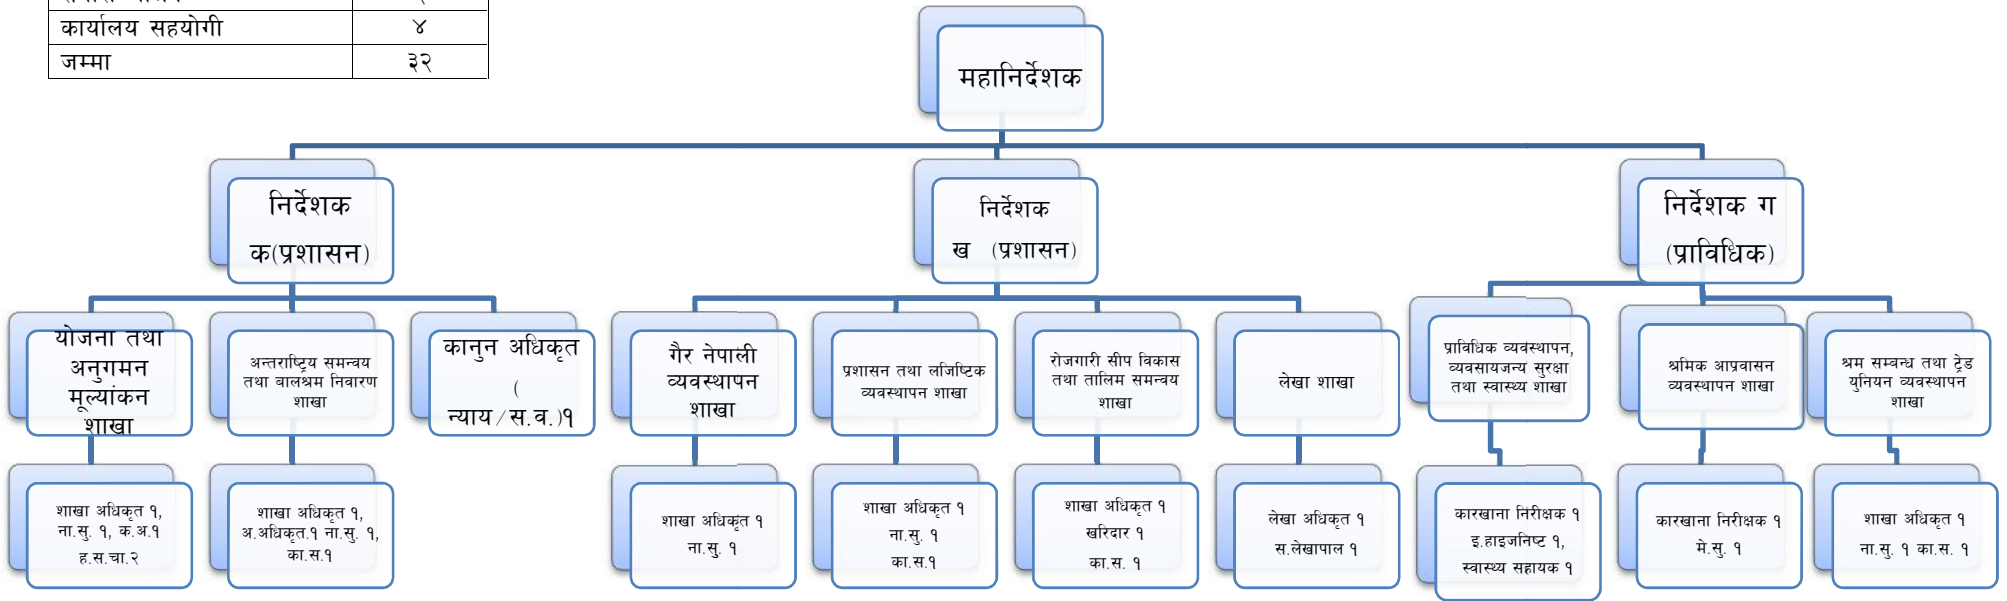 कार्यालय सहयोगी ४
जम्मा ३२
महानिर्देशक
निर्देशक
क(प्रशासन)
निर्देशक
ख (प्रशासन)
निर्देशक ग
(प्राविधिक)
योजना तथा
अनुगमन
मूल्यांकन
शाखा
अन्तराष्ट्रिय समन्वय
तथा बालश्रम निवारण
शाखा
कानुन अधिकृत
(
न्याय/स.व.)१
गैर नेपाली
व्यवस्थापन
शाखा
प्रशासन तथा लजिष्टिक
व्यवस्थापन शाखा
रोजगारी सीप विकास
तथा तालिम समन्वय
शाखा
लेखा शाखा
प्राविधिक व्यवस्थापन,
व्यवसायजन्य सुरक्षा
तथा स्वास्थ्य शाखा
श्रमिक आप्रवासन
व्यवस्थापन शाखा
श्रम सम्बन्ध तथा ट्रेड
युनियन व्यवस्थापन
शाखा
शाखा अधिकृत १,
ना.सु. १, क.अ.१
ह.स.चा.२
शाखा अधिकृत १,
अ.अधिकृत.१ ना.सु. १,
का.स.१
शाखा अधिकृत १
ना.सु. १
शाखा अधिकृत १
ना.सु. १
का.स.१
शाखा अधिकृत १
खरिदार १
का.स. १
लेखा अधिकृत १
स.लेखापाल १
कारखाना निरीक्षक १
इ.हाइजनिष्ट १,
स्वास्थ्य सहायक १
कारखाना निरीक्षक १
मे.सु. १
शाखा अधिकृत १
ना.सु. १ का.स. १